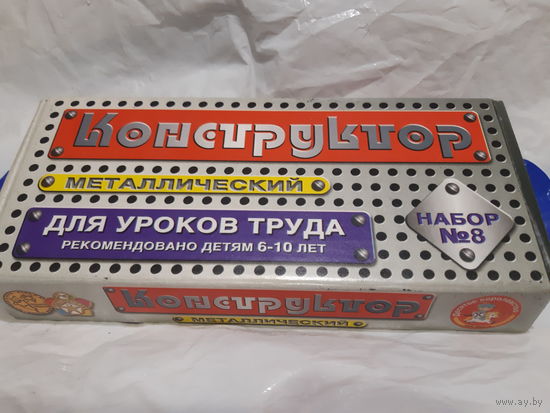 Конструктор
МЕТАЛЛИЧЕСКИЙ
ДЛЯ УРОКОВ ТРУДА
РЕКОМЕНДОВАНО ДЕТЯМ 6-10 ЛЕТ
НАБОР
№8
Конструктор
МЕТАЛЛИЧЕСКИЙ
© www.ay.by